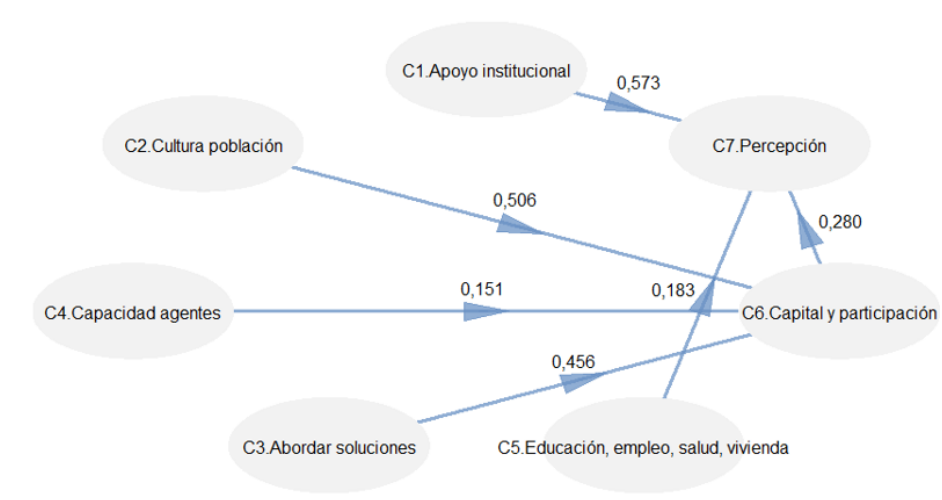 C1.Apoyo institucional
0,573
C2.Cultura población
C7.Percepción
0,506
0,280
0,151
0,183
C4.Capacidad agentes
C6.Capital y participación
0,456
C3.Abordar soluciones
C5.Educación, empleo, salud, vivienda